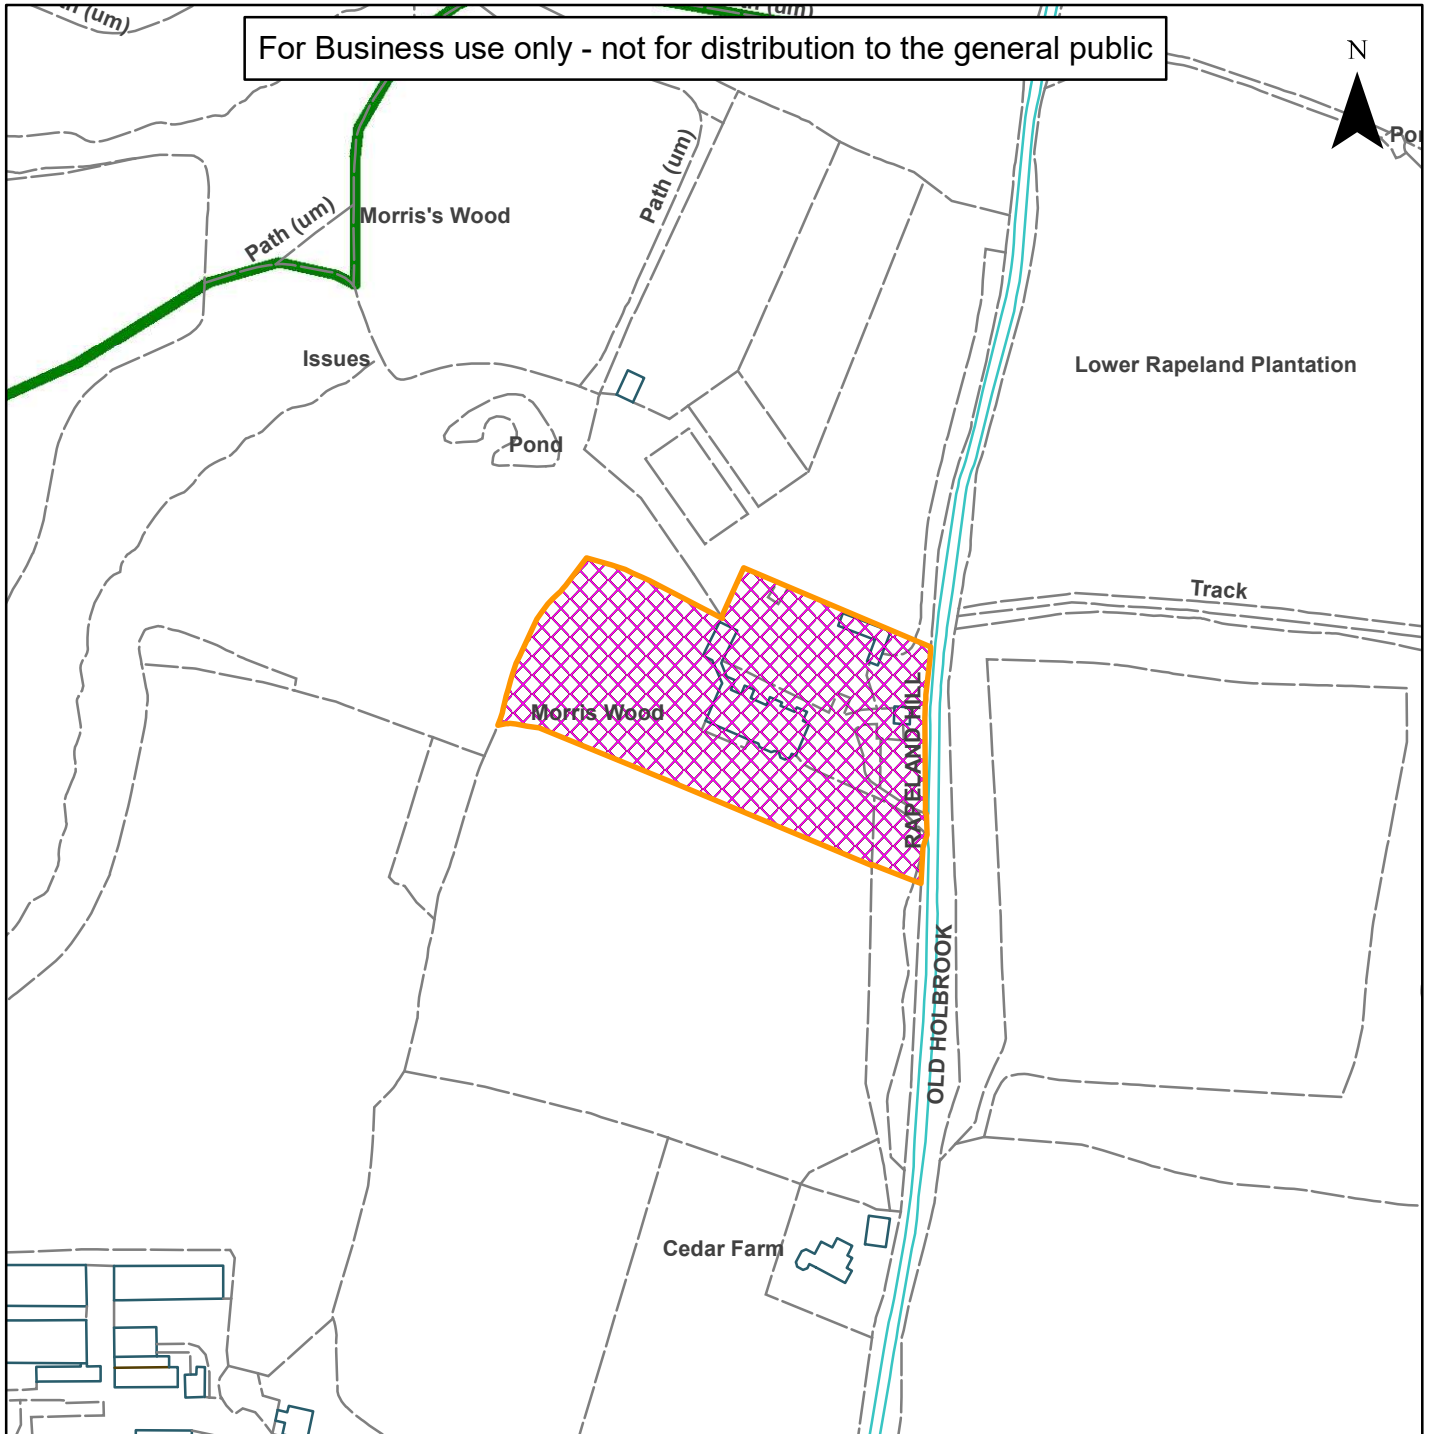 (um)
(um)
For Business use only - not for distribution to the general public
N
Path (um)
Path (um)
Morris's Wood
Issues
Lower Rapeland Plantation
Pond
Track
Morris Wood
RAPELAND HILL
OLD HOLBROOK
Cedar Farm